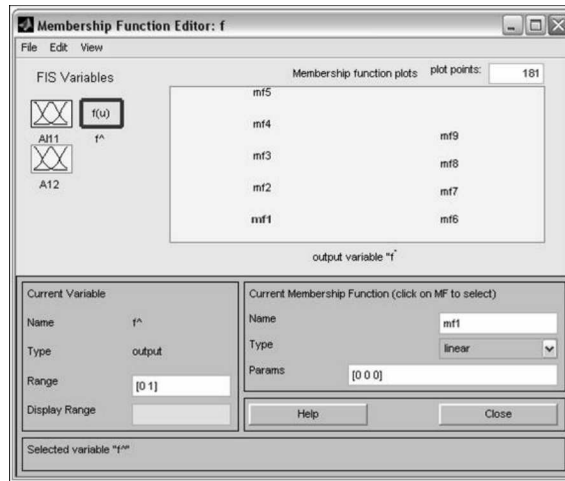 Membership Function Editor: f
File Edit View
FIS Variables
Membership function plots plot points: 181
f(u)
AI11 f^
A12
mf5
mf4
mf3
mf2
mf1
mf9
mf8
mf7
mf6
output variable "f^
Current Variable
Name f^
Type output
Range [0 1]
Display Range
Current Membership Function (click on MF to select)
Name mf1
Type linear
Params [0 0 0]
Help Close
Selected variable "f^"